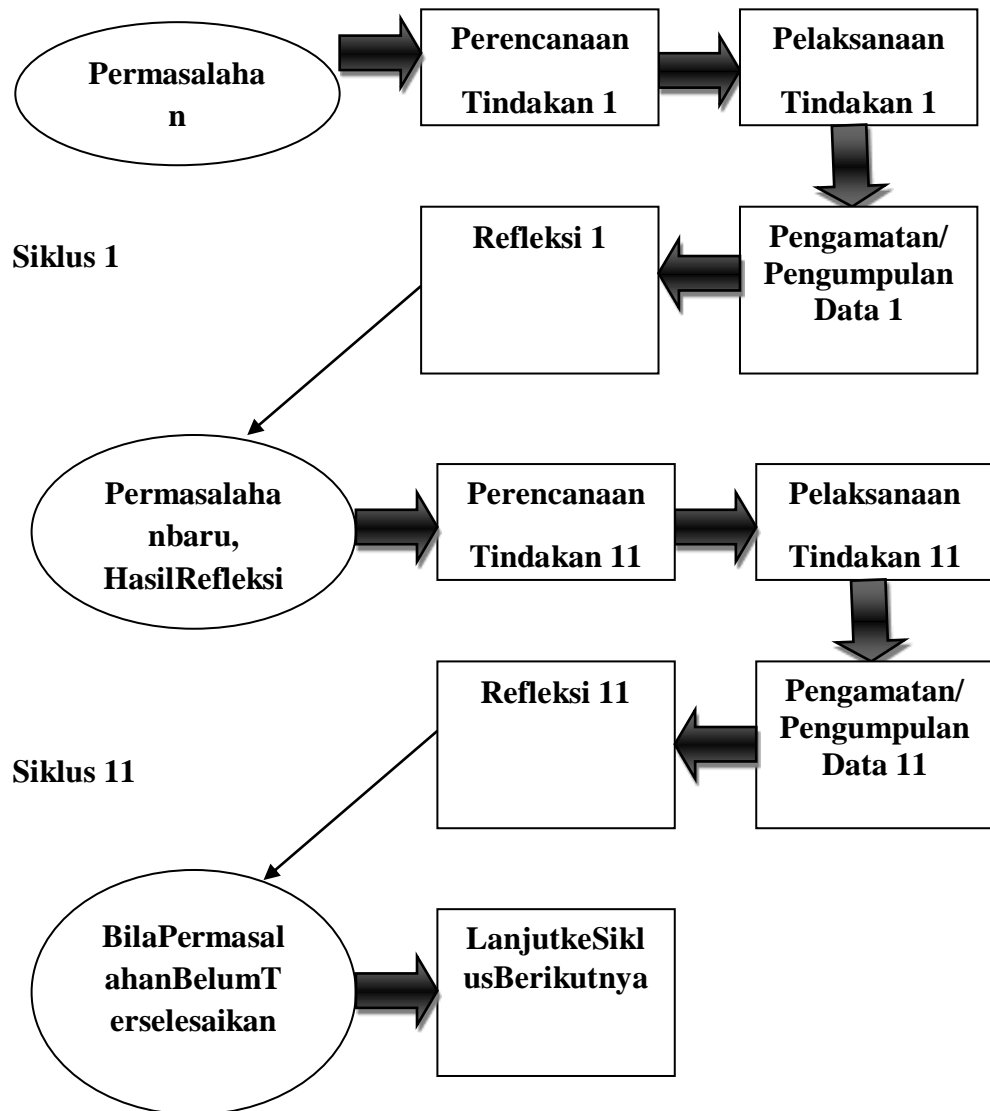 Permasalaha
n
Perencanaan
Tindakan 1
Pelaksanaan
Tindakan 1
Siklus 1
Refleksi 1
Pengamatan/
Pengumpulan
Data 1
Permasalaha
nbaru,
HasilRefleksi
Perencanaan
Tindakan 11
Pelaksanaan
Tindakan 11
Siklus 11
Refleksi 11
Pengamatan/
Pengumpulan
Data 11
BilaPermasal
ahanBelumT
erselesaikan
LanjutkeSikl
usBerikutnya